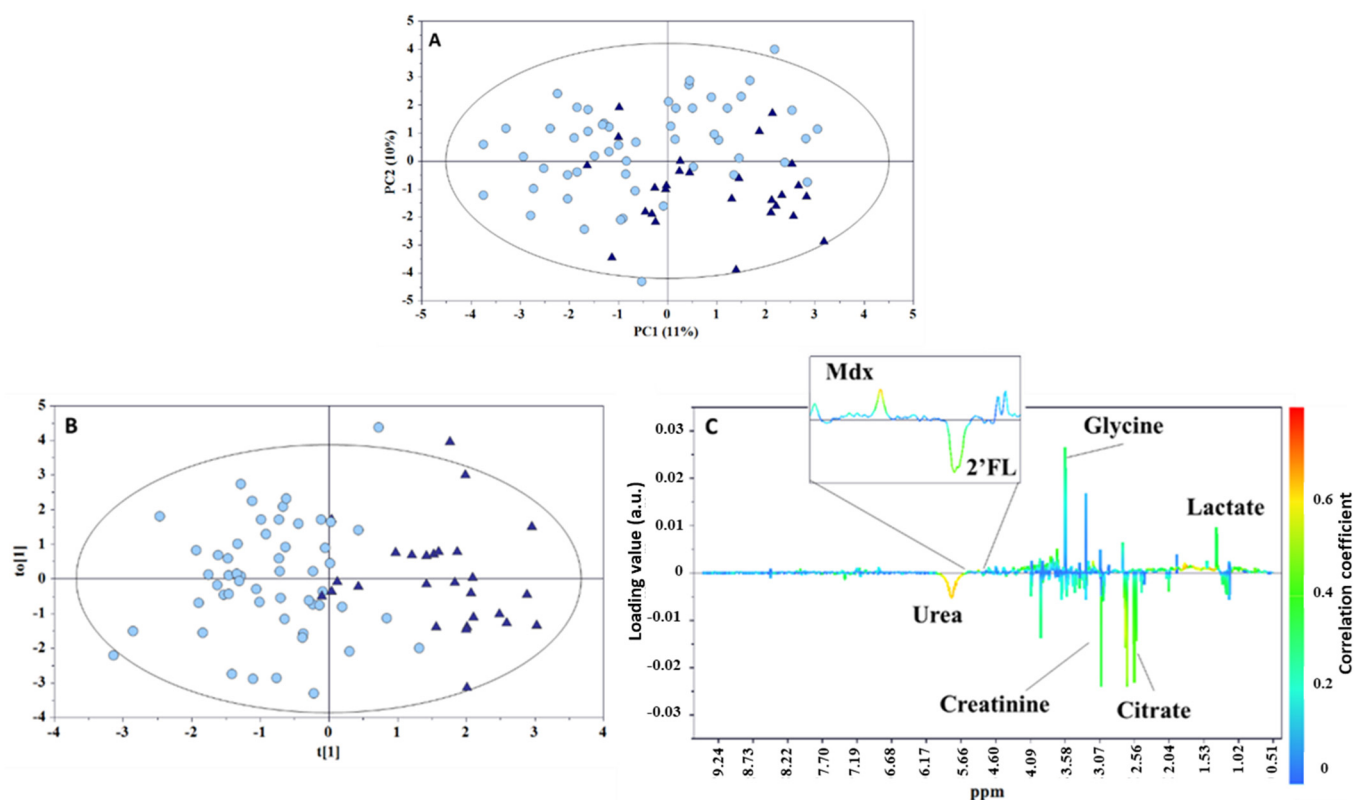 A
5
4
3
2
1
0
-1
-2
-3
-4
-5
PC2 (10%)
-5 -4 -3 -2 -1 0 1 2 3 4 5
PC1 (11%)
B
5
4
3
2
1
0
-1
-2
-3
-4
to[1]
-4 -3 -2 -1 0 1 2 3 4
t[1]
Mdx
2'FL
C
0.03
0.02
0.01
0
-0.01
-0.02
-0.03
Loading value (a.u.)
Glycine
Lactate
Urea
Creatinine
Citrate
9.24 8.73 8.22 7.70 7.19 6.68 6.17 5.66 4.60 4.09 3.58 3.07 2.56 2.04 1.53 1.02 0.51
ppm
0.6
0.4
0.2
0
Correlation coefficient